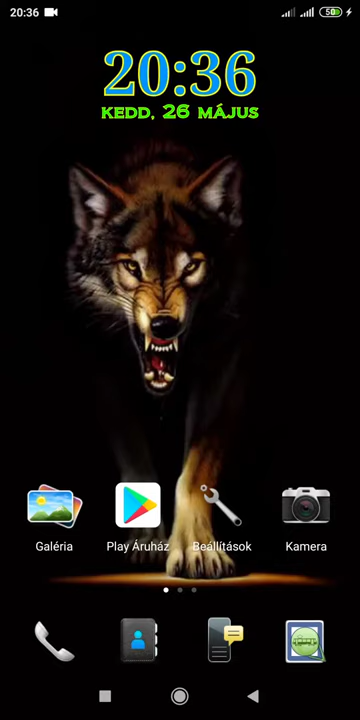 20:36
50
20:36
KEDD, 26 MÁJUS
Galéria
Play Áruház
Beállítások
Kamera